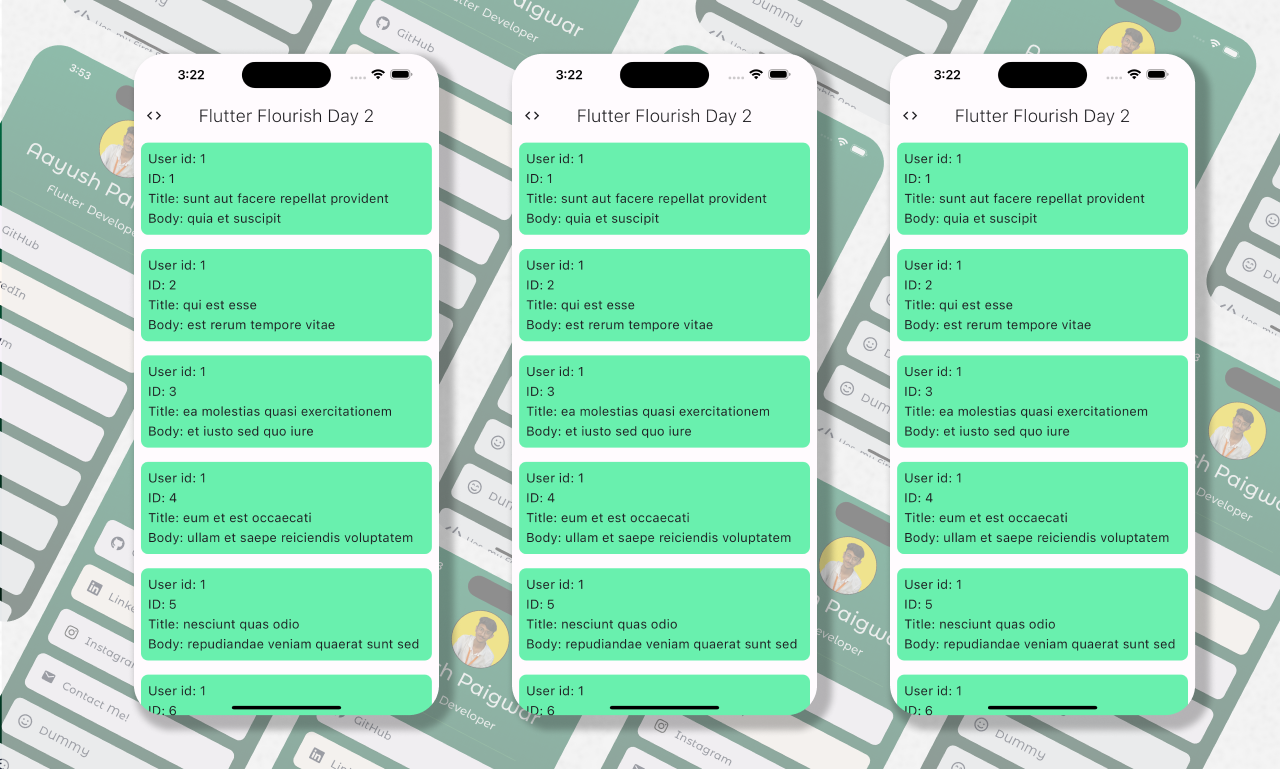 3:22
Flutter Flourish Day 2
User id: 1
ID: 1
Title: sunt aut facere repellat provident
Body: quia et suscipit
User id: 1
ID: 2
Title: qui est esse
Body: est rerum tempore vitae
User id: 1
ID: 3
Title: ea molestias quasi exercitationem
Body: et iusto sed quo iure
User id: 1
ID: 4
Title: eum et est occaecati
Body: ullam et saepe reiciendis voluptatem
User id: 1
ID: 5
Title: nesciunt quas odio
Body: repudiandae veniam quaerat sunt sed
User id: 1
ID: 6
3:22
Flutter Flourish Day 2
User id: 1
ID: 1
Title: sunt aut facere repellat provident
Body: quia et suscipit
User id: 1
ID: 2
Title: qui est esse
Body: est rerum tempore vitae
User id: 1
ID: 3
Title: ea molestias quasi exercitationem
Body: et iusto sed quo iure
User id: 1
ID: 4
Title: eum et est occaecati
Body: ullam et saepe reiciendis voluptatem
User id: 1
ID: 5
Title: nesciunt quas odio
Body: repudiandae veniam quaerat sunt sed
User id: 1
ID: 6
3:22
Flutter Flourish Day 2
User id: 1
ID: 1
Title: sunt aut facere repellat provident
Body: quia et suscipit
User id: 1
ID: 2
Title: qui est esse
Body: est rerum tempore vitae
User id: 1
ID: 3
Title: ea molestias quasi exercitationem
Body: et iusto sed quo iure
User id: 1
ID: 4
Title: eum et est occaecati
Body: ullam et saepe reiciendis voluptatem
User id: 1
ID: 5
Title: nesciunt quas odio
Body: repudiandae veniam quaerat sunt sed
User id: 1
ID: 6
3:53
Aayush
Flutter
GitHub
Contact Me!
Dummy
GitHub
Developer
Dummy
Paigwar
Developer
GitHub
Instagram
Paigwar
Developer
Dummy